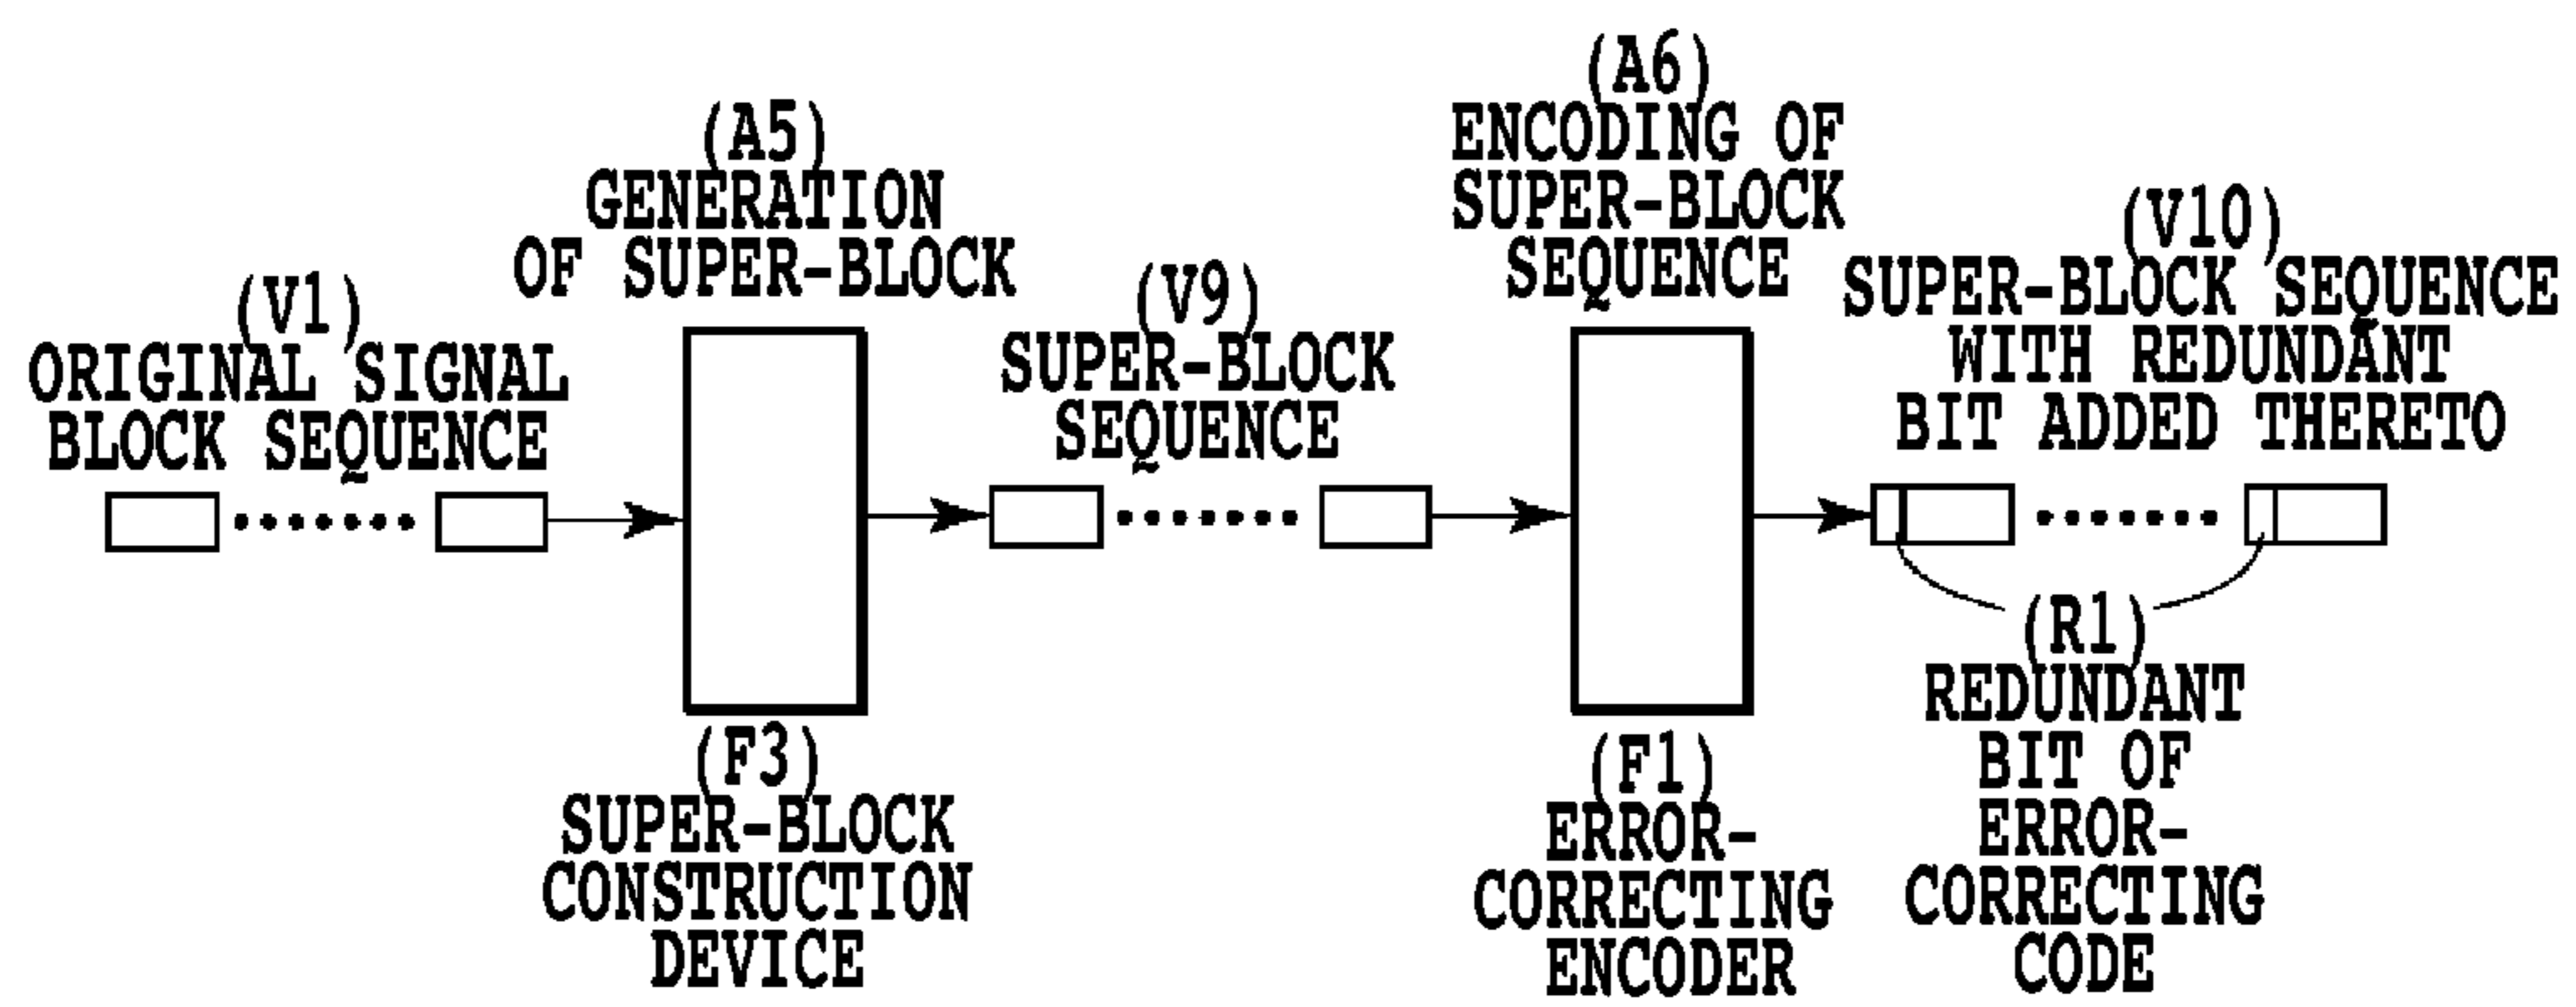 (V1)
ORIGINAL SIGNAL
BLOCK SEQUENCE
(A5)
GENERATION
OF SUPER-BLOCK
(F3)
SUPER-BLOCK
CONSTRUCTION
DEVICE
(V9)
SUPER-BLOCK
SEQUENCE
(A6)
ENCODING OF
SUPER-BLOCK
SEQUENCE
(F1)
ERROR-
CORRECTING
ENCODER
(V10)
SUPER-BLOCK SEQUENCE
WITH REDUNDANT
BIT ADDED THERETO
(R1)
REDUNDANT
BIT OF
ERROR-
CORRECTING
CODE